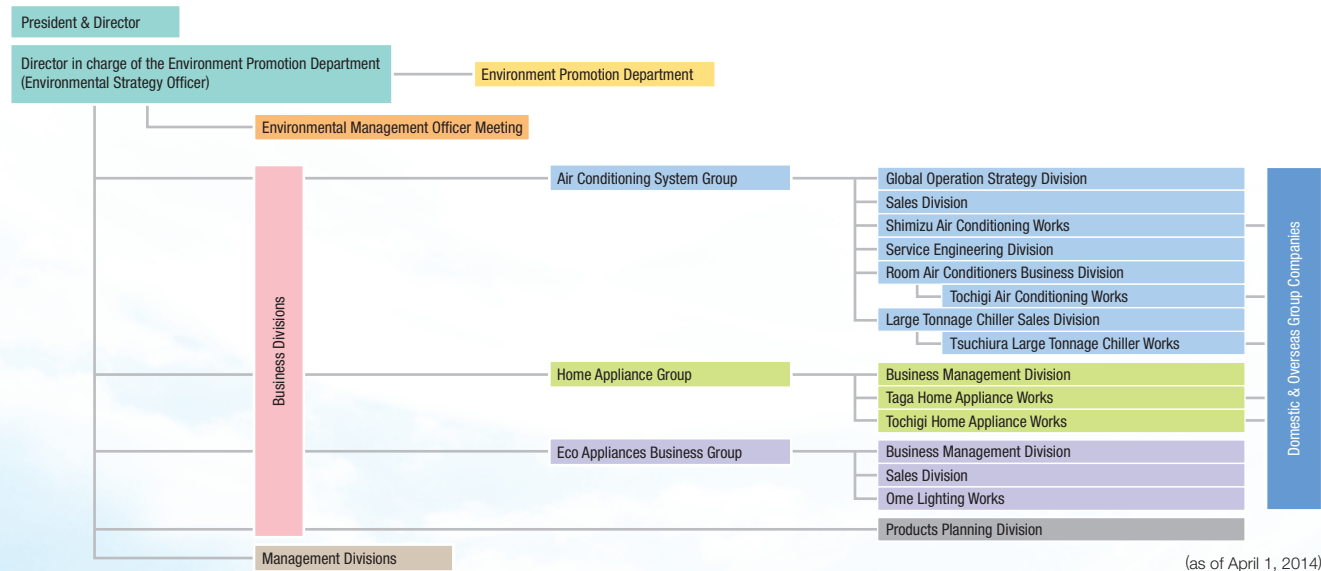 President & Director
Director in charge of the Environment Promotion Department
(Environmental Strategy Officer)
Environment Promotion Department
Environmental Management Officer Meeting
Business Divisions
Air Conditioning System Group
Global Operation Strategy Division
Sales Division
Shimizu Air Conditioning Works
Service Engineering Division
Room Air Conditioners Business Division
Tochigi Air Conditioning Works
Large Tonnage Chiller Sales Division
Tsuchiura Large Tonnage Chiller Works
Home Appliance Group
Business Management Division
Taga Home Appliance Works
Tochigi Home Appliance Works
Eco Appliances Business Group
Business Management Division
Sales Division
Ome Lighting Works
Products Planning Division
Domestic & Overseas Group Companies
Management Divisions
(as of April 1, 2014)